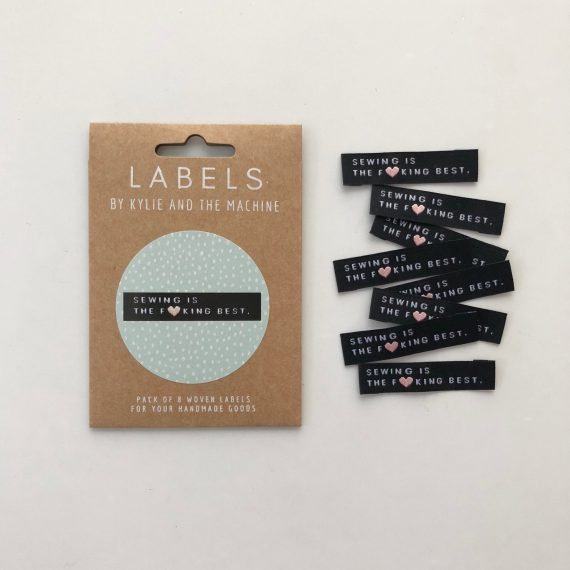 LABELS
BY KYLIE AND THE MACHINE
SEWING IS
THE F♥KING BEST.
PACK OF 8 WOVEN LABELS
FOR YOUR HANDMADE GOODS
SEWING IS
THE F♥KING BEST.
SEWING IS
THE F♥KING BEST.
SEWING IS
THE F♥
SEWING IS
THE F♥KING BEST.
SEWING IS
KING BEST.
SEWING IS
THE F♥
SEWING IS
THE F♥KING BEST.
SEWING IS
THE F♥KING BEST.